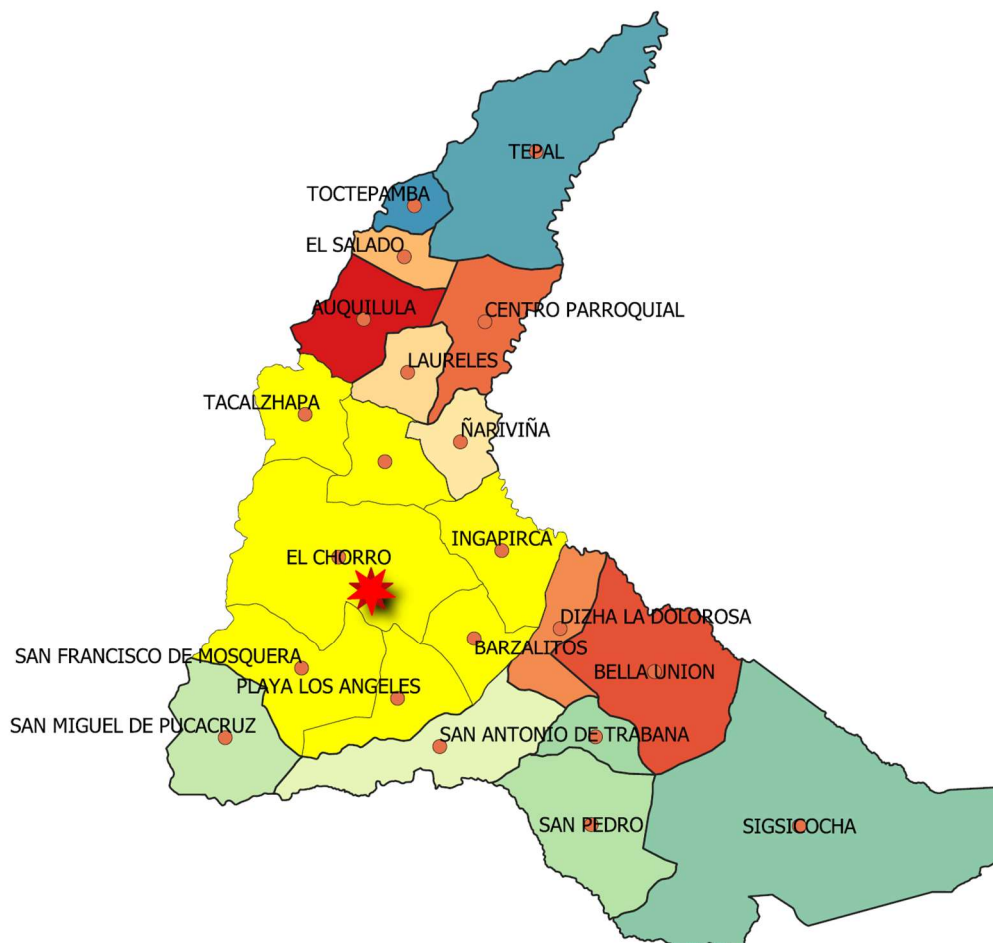 TEPAL
TOCTEPAMBA
EL SALADO
AUQUILULA
CENTRO PARROQUIAL
LAURELES
TACALZHAPA
ÑARIVIÑA
INGAPIRCA
EL CHORRO
DIZHA LA DOLOROSA
BARZALITOS
SAN FRANCISCO DE MOSQUERA
BELLA UNION
PLAYA LOS ANGELES
SAN MIGUEL DE PUCACRUZ
SAN ANTONIO DE TRABANA
SAN PEDRO
SIGSICOCHA